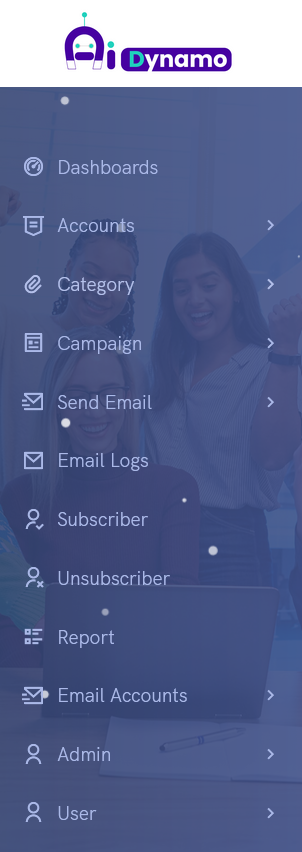 Ai Dynamo
Dashboards
Accounts
Category
Campaign
Send Email
Email Logs
Subscriber
Unsubscriber
Report
Email Accounts
Admin
User